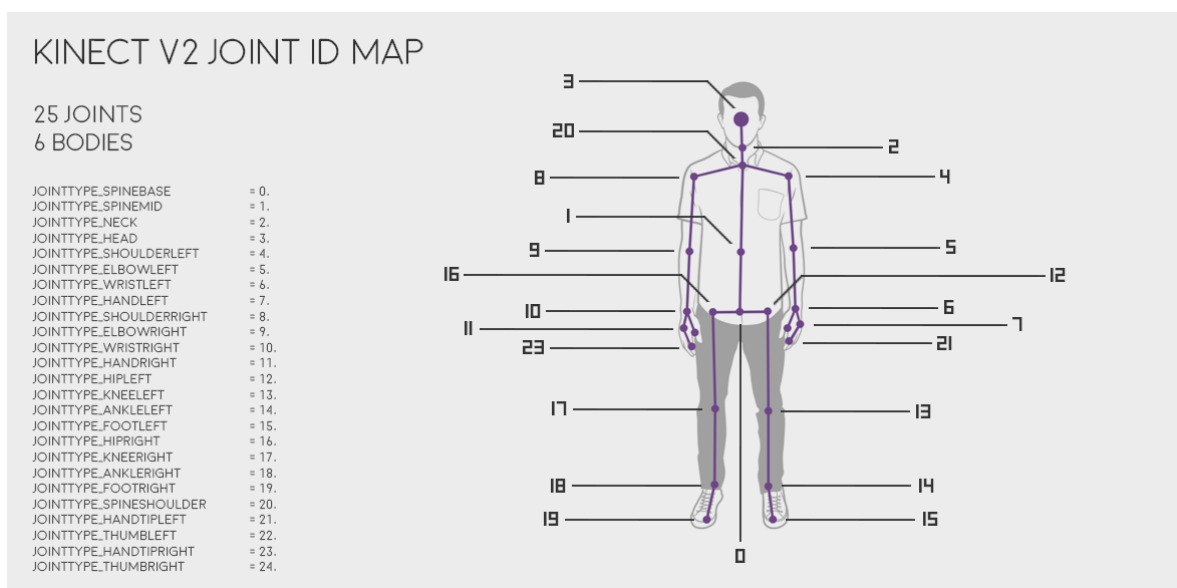 KINECT V2 JOINT ID MAP
25 JOINTS
6 BODIES
JOINTTYPE_SPINEBASE = 0.
JOINTTYPE_SPINEMID = 1.
JOINTTYPE_NECK = 2.
JOINTTYPE_HEAD = 3.
JOINTTYPE_SHOULDERLEFT = 4.
JOINTTYPE_ELBOWLEFT = 5.
JOINTTYPE_WRISTLEFT = 6.
JOINTTYPE_HANDLEFT = 7.
JOINTTYPE_SHOULDERRIGHT = 8.
JOINTTYPE_ELBOWRIGHT = 9.
JOINTTYPE_WRISTRIGHT = 10.
JOINTTYPE_HANDRIGHT = 11.
JOINTTYPE_HIPLEFT = 12.
JOINTTYPE_KNEELEFT = 13.
JOINTTYPE_ANKLELEFT = 14.
JOINTTYPE_FOOTLEFT = 15.
JOINTTYPE_HIPRIGHT = 16.
JOINTTYPE_KNEERIGHT = 17.
JOINTTYPE_ANKLERIGHT = 18.
JOINTTYPE_FOOTRIGHT = 19.
JOINTTYPE_SPINESHOULDER = 20.
JOINTTYPE_HANDTIPLEFT = 21.
JOINTTYPE_THUMBLEFT = 22.
JOINTTYPE_HANDTIPRIGHT = 23.
JOINTTYPE_THUMBRIGHT = 24.
3
20
2
8
4
1
9
5
16
12
10
6
11
7
23
21
17
13
18
14
19
15
0